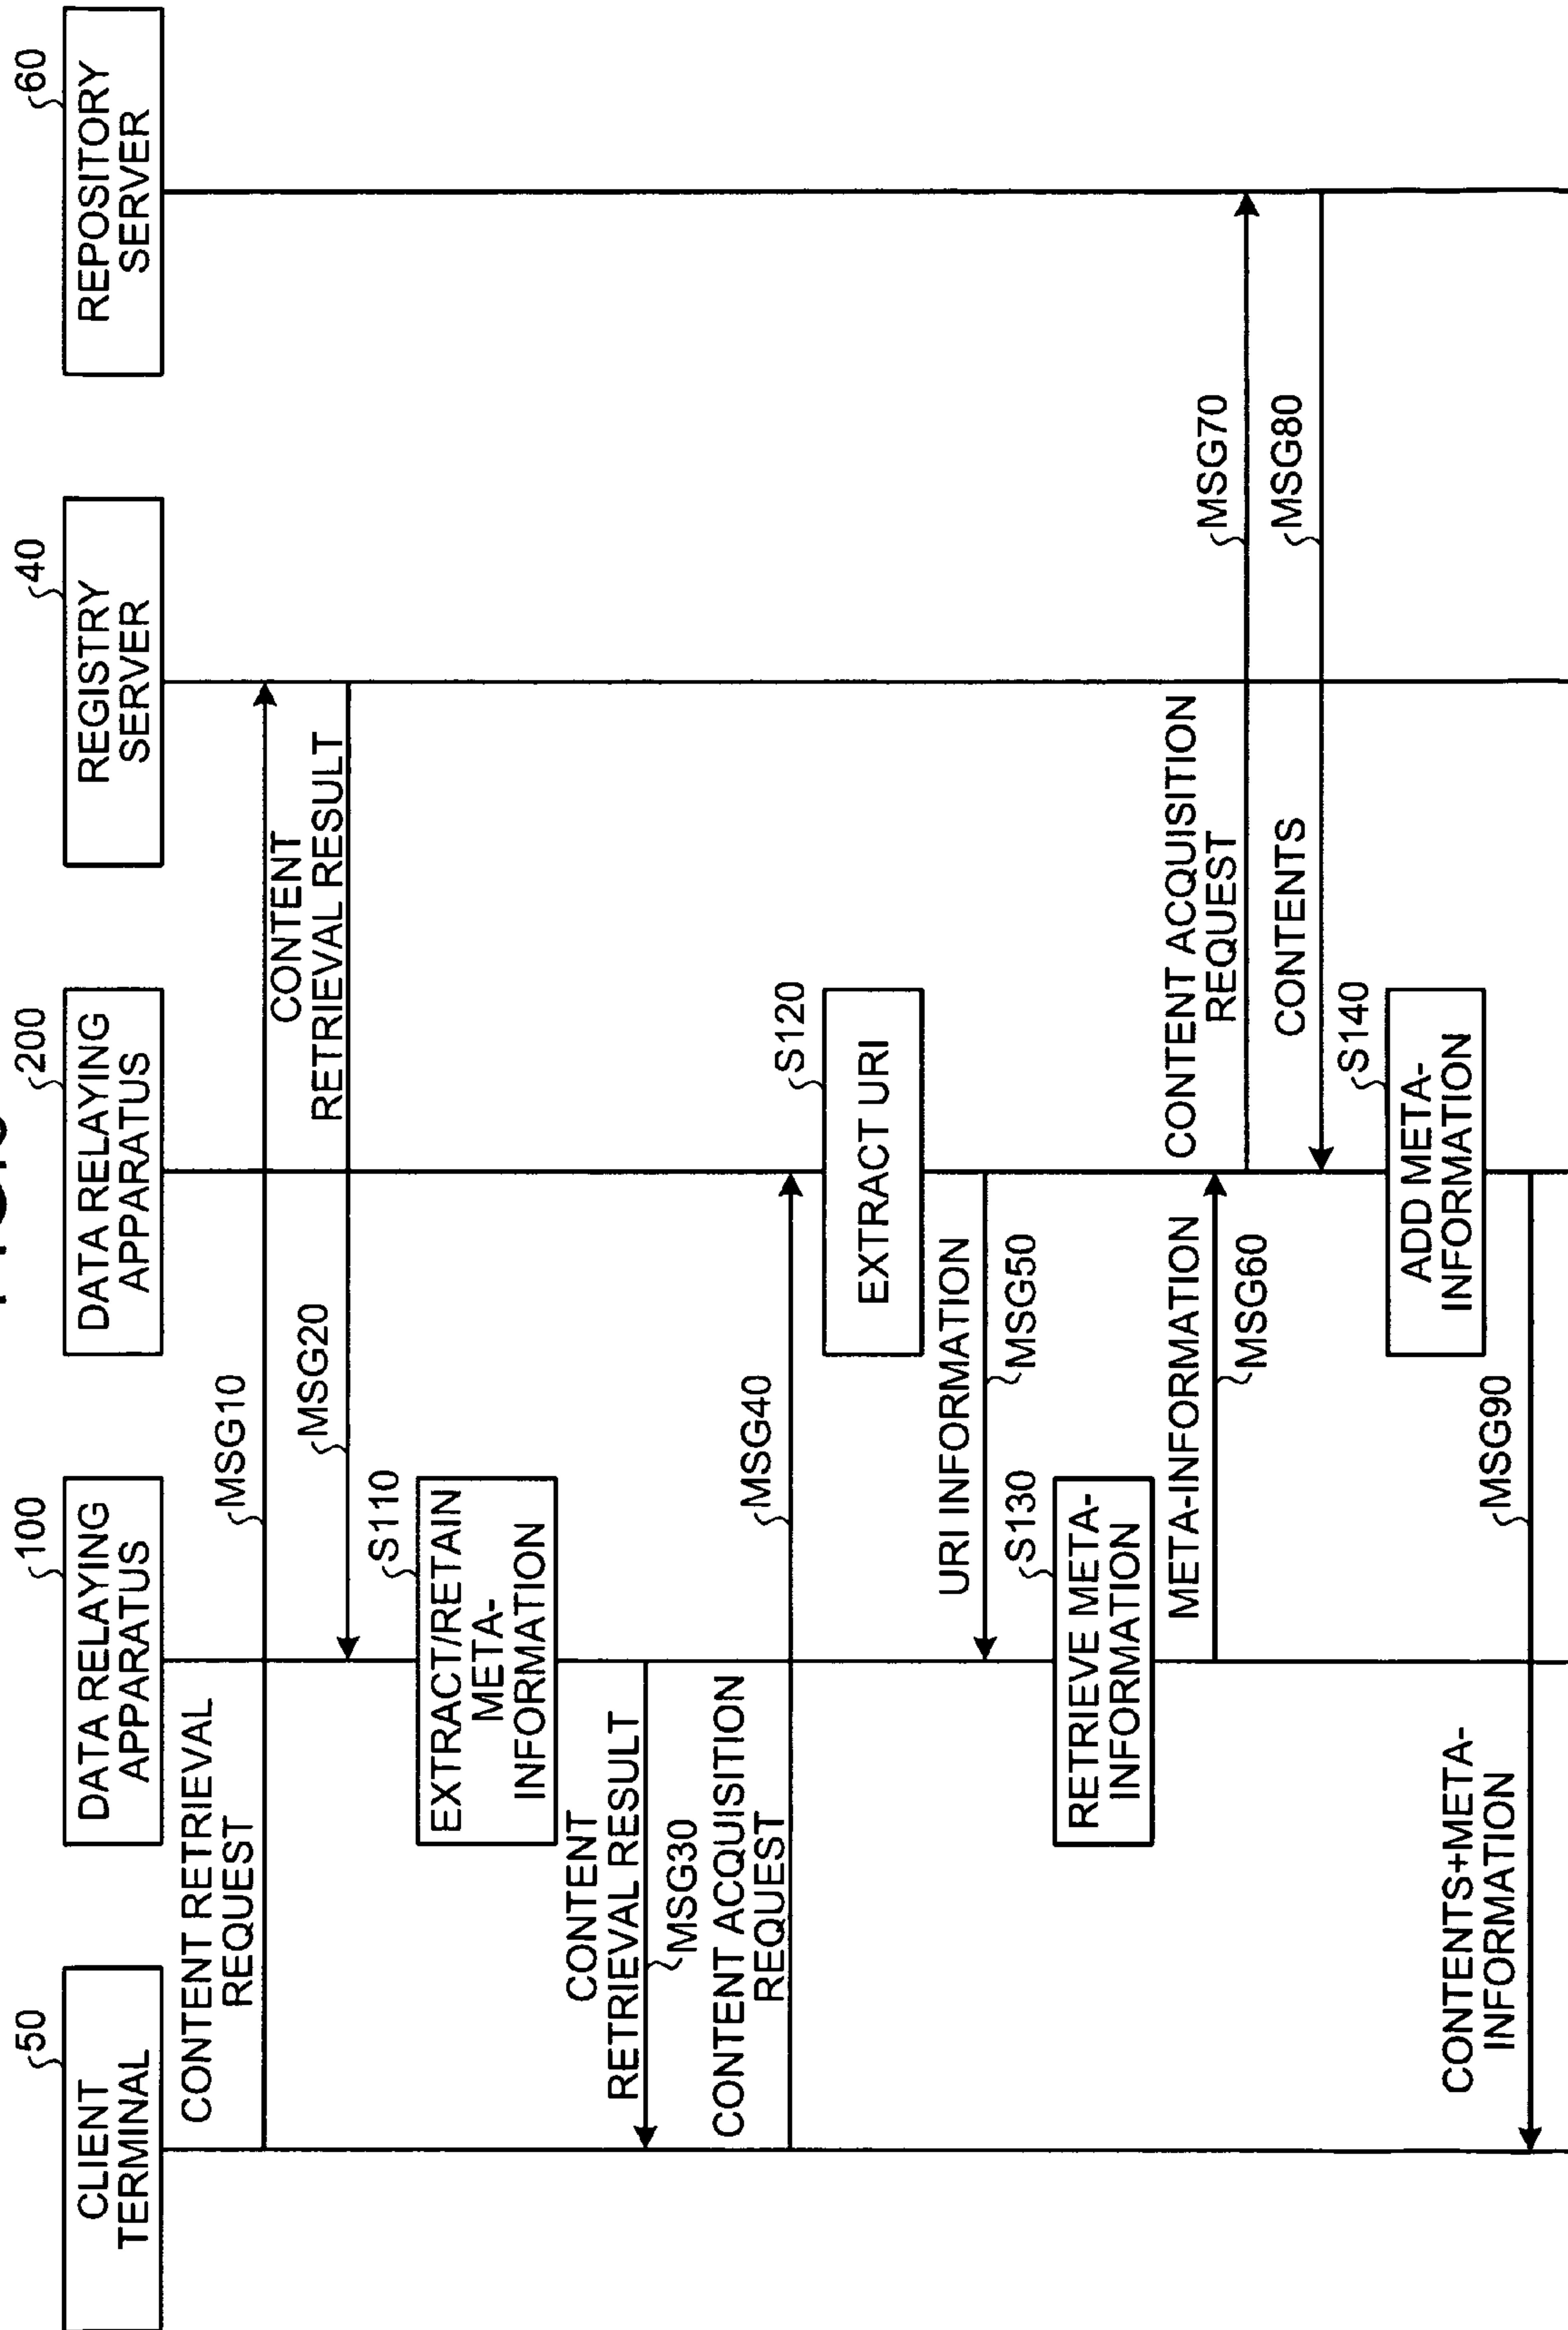 50
CLIENT
TERMINAL
100
DATA RELAYING
APPARATUS
200
DATA RELAYING
APPARATUS
40
REGISTRY
SERVER
60
REPOSITORY
SERVER
CONTENT RETRIEVAL
REQUEST
MSG10
CONTENT
RETRIEVAL RESULT
MSG20
S110
EXTRACT/RETAIN
META-
INFORMATION
CONTENT
RETRIEVAL RESULT
MSG30
CONTENT ACQUISITION
REQUEST
MSG40
S120
EXTRACT URI
URI INFORMATION
MSG50
S130
RETRIEVE META-
INFORMATION
META-INFORMATION
MSG60
CONTENT ACQUISITION
REQUEST
MSG70
CONTENTS
MSG80
S140
ADD META-
INFORMATION
CONTENTS+META-
INFORMATION
MSG90